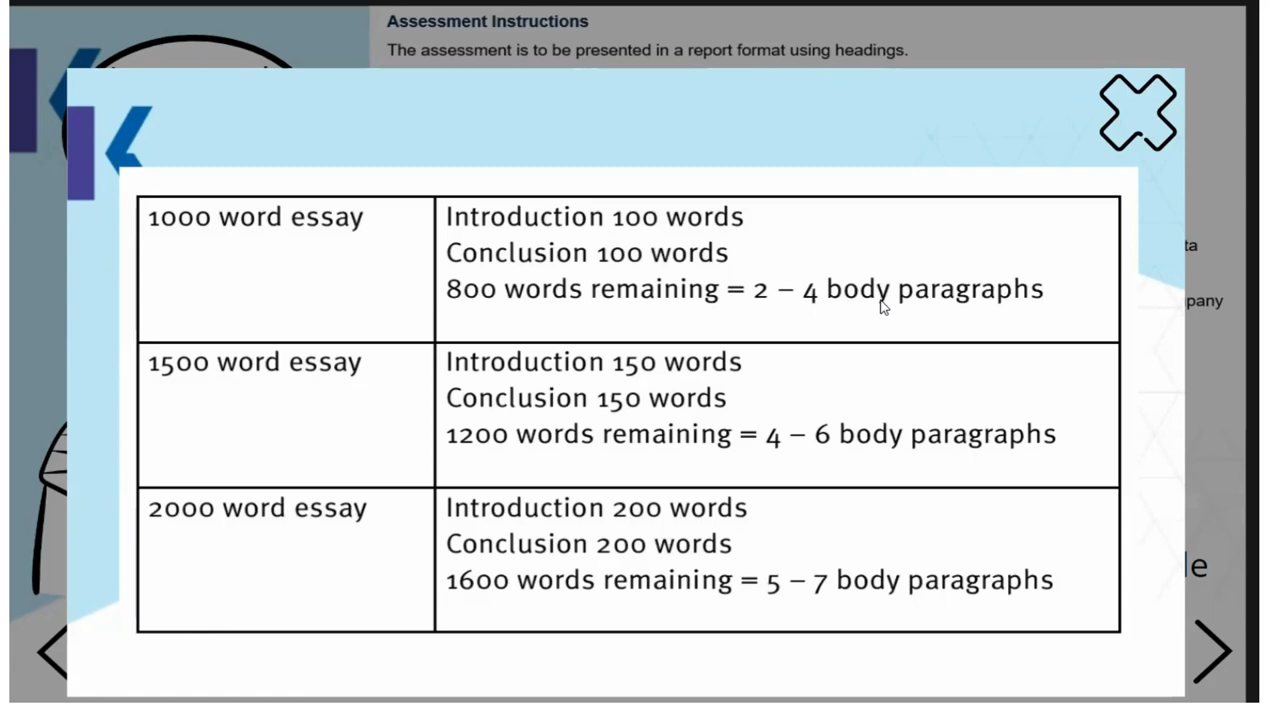 Assessment Instructions
The assessment is to be presented in a report format using headings.
1000 word essay
Introduction 100 words
Conclusion 100 words
800 words remaining = 2 – 4 body paragraphs
1500 word essay
Introduction 150 words
Conclusion 150 words
1200 words remaining = 4 – 6 body paragraphs
2000 word essay
Introduction 200 words
Conclusion 200 words
1600 words remaining = 5 – 7 body paragraphs
ta
pany
le